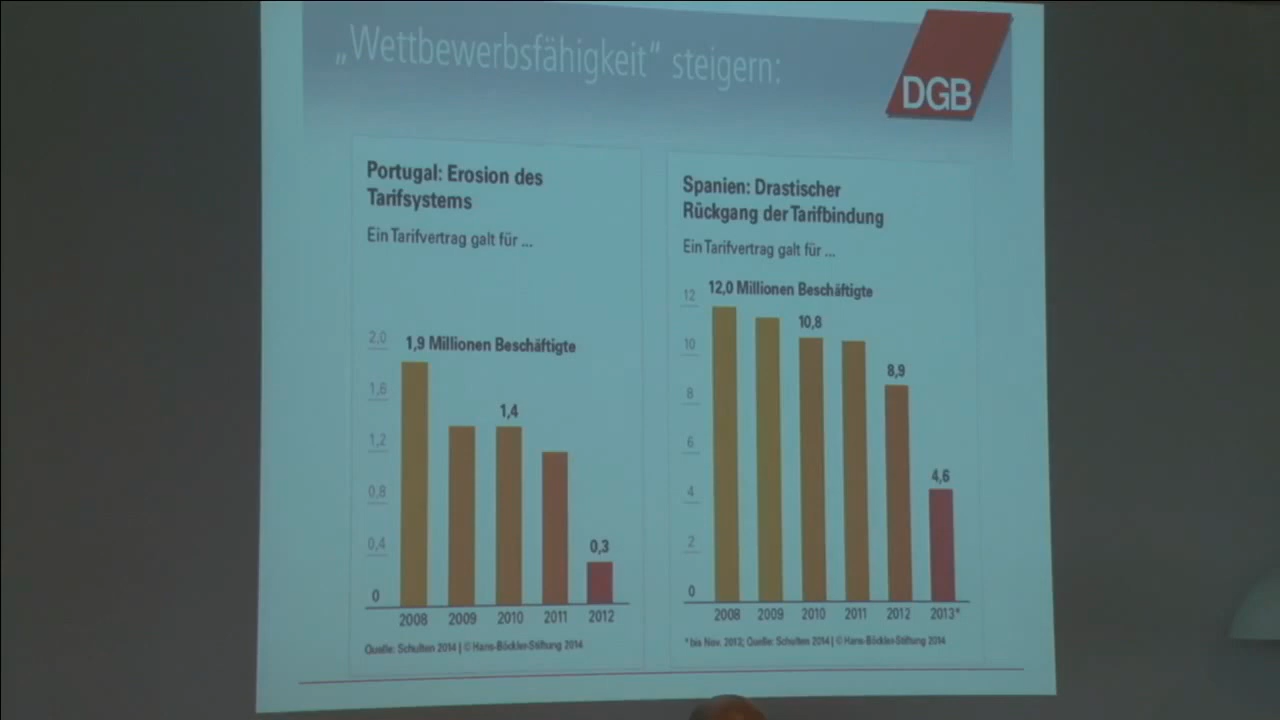 „Wettbewerbsfähigkeit“ steigern:
DGB
Portugal: Erosion des
Tarifsystems
Ein Tarifvertrag galt für ...
2,0
1,9 Millionen Beschäftigte
1,6
1,4
1,2
0,8
0,4
0,3
0
2008 2009 2010 2011 2012
Quelle: Schulten 2014 | © Hans-Böckler-Stiftung 2014
Spanien: Drastischer
Rückgang der Tarifbindung
Ein Tarifvertrag galt für ...
12
12,0 Millionen Beschäftigte
10,8
10
8,9
8
6
4,6
4
2
0
2008 2009 2010 2011 2012 2013*
* bis Nov. 2013; Quelle: Schulten 2014 | © Hans-Böckler-Stiftung 2014